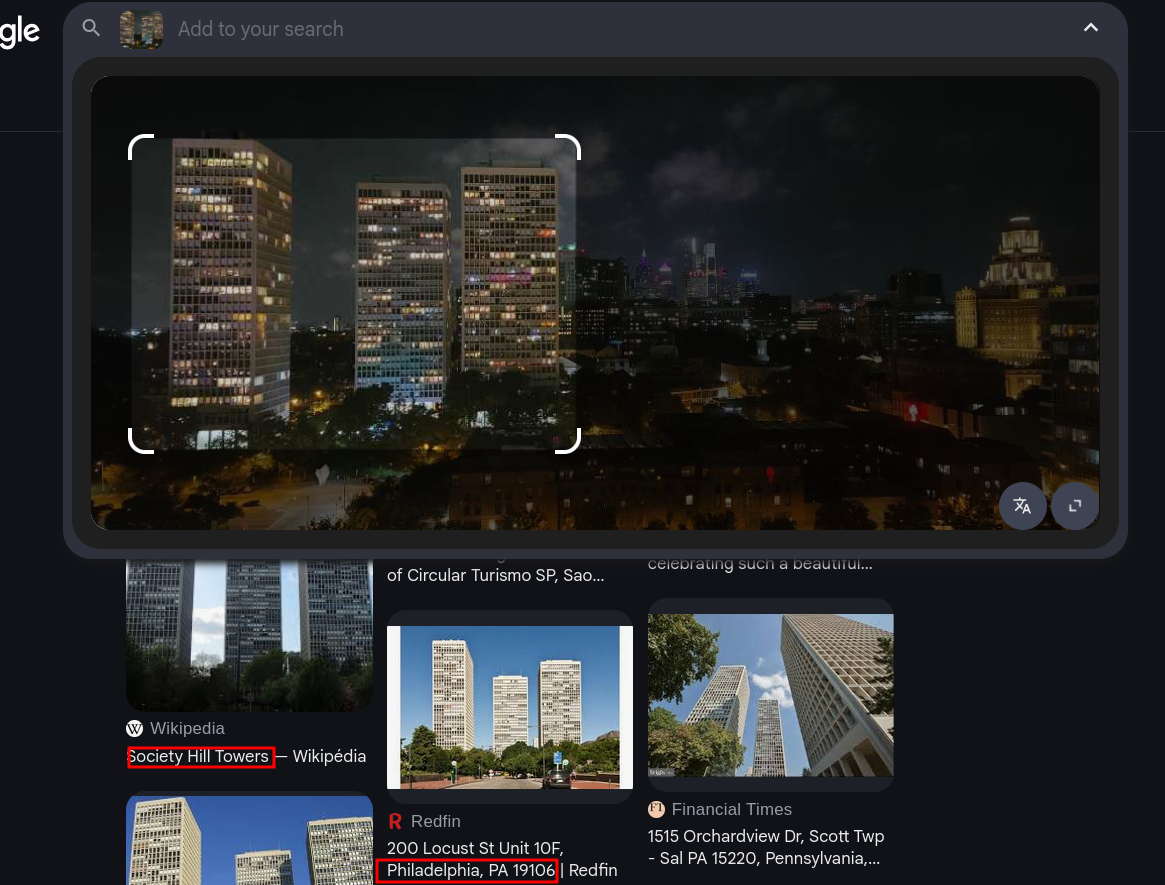 gle
Add to your search
of Circular Turismo SP, Sao...
celebrating such a beautiful...
Wikipedia
Society Hill Towers — Wikipédia
Redfin
200 Locust St Unit 10F,
Philadelphia, PA 19106 | Redfin
FT Financial Times
1515 Orchardview Dr, Scott Twp
- Sal PA 15220, Pennsylvania,...